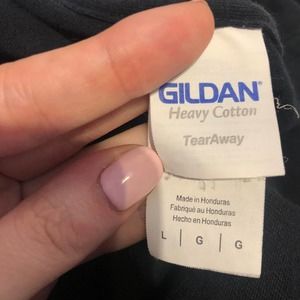 GILDAN®
Heavy Cotton
TearAway
Made in Honduras
Fabriqué au Honduras
Hecho en Honduras
L | G | G